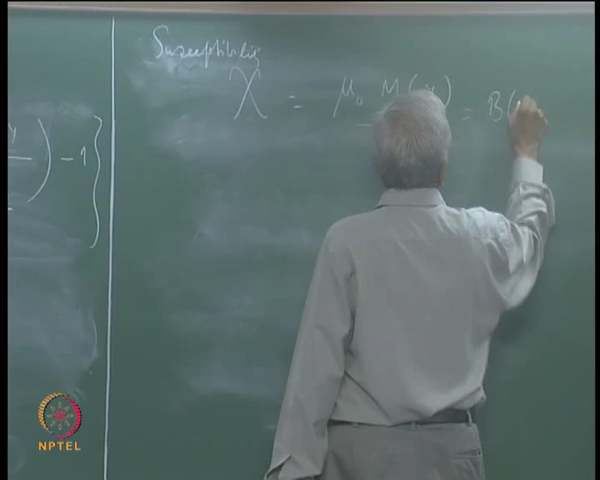 Susceptibility
χ = μ₀ M(x) = B(
) - 1 }
NPTEL